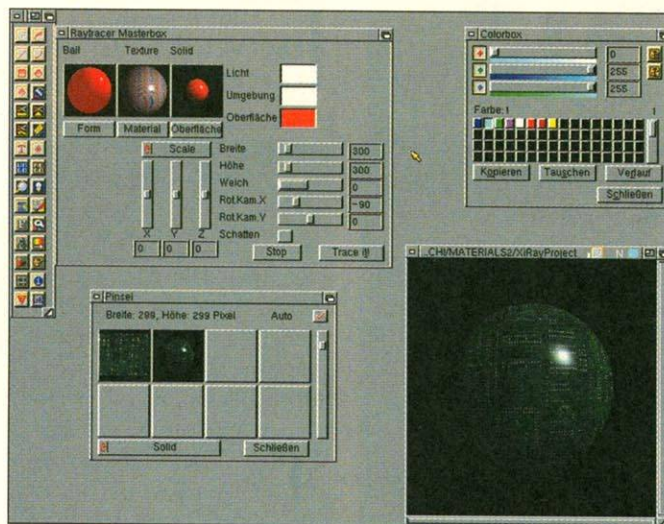 Raytracer Masterbox
Ball Texture Solid
Licht
Umgebung
Oberfläche
Form Material Oberfläche
Scale
Breite 300
Höhe 300
Weich 0
Rot.Kam.X -90
Rot.Kam.Y 0
Schatten
X Y Z
0 0 0
Stop Trace it!
Colorbox
0
255
255
Farbe: 1 1
Kopieren Tauschen Verlauf
Schließen
Pinsel
Breite: 299, Höhe: 299 Pixel Auto
Solid Schließen
_CHI/MATERIALS2/XiRayProject N